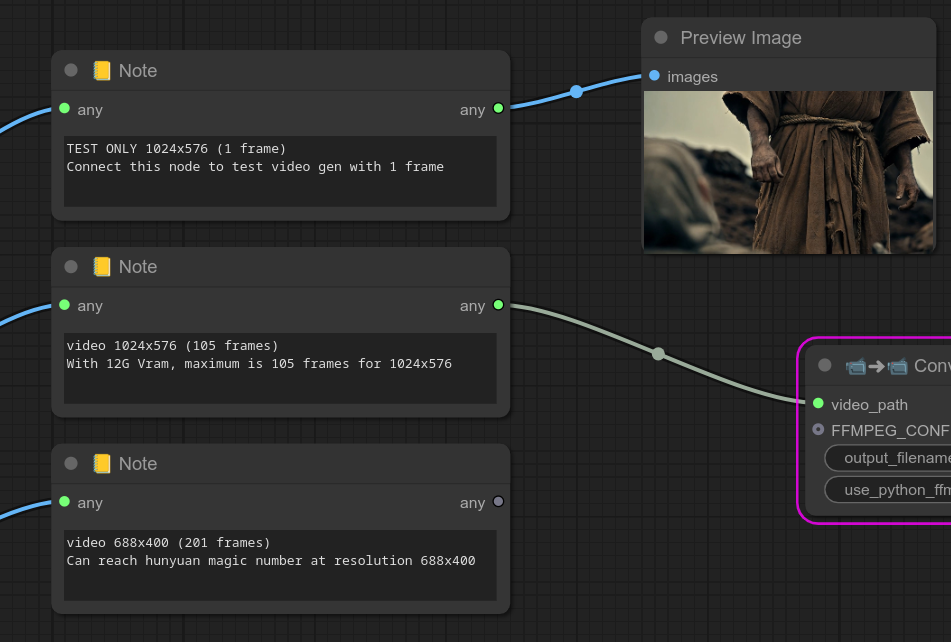 Note
any
any
TEST ONLY 1024x576 (1 frame)
Connect this node to test video gen with 1 frame
Preview Image
images
Note
any
any
video 1024x576 (105 frames)
With 12G Vram, maximum is 105 frames for 1024x576
Conv
video_path
FFMPEG_CONF
output_filename
use_python_ffm
Note
any
any
video 688x400 (201 frames)
Can reach hunyuan magic number at resolution 688x400